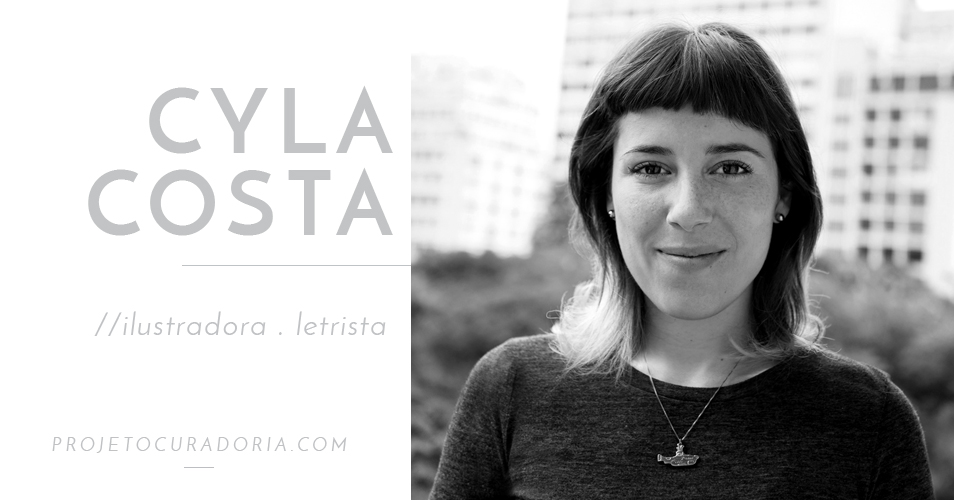 CYLA
COSTA
//ilustradora . letrista
PROJETOCURADORIA.COM